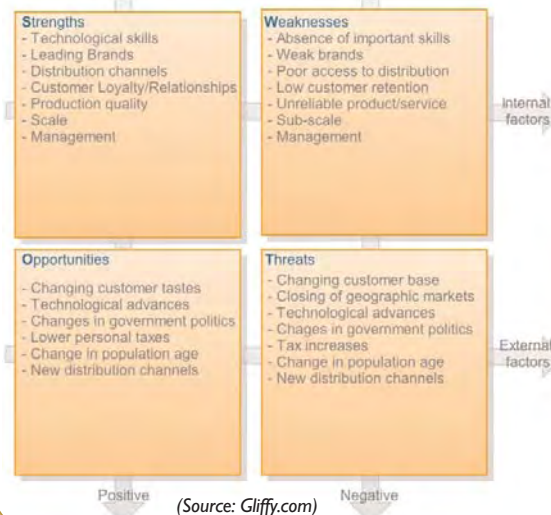 Strengths
- Technological skills
- Leading Brands
- Distribution channels
- Customer Loyalty/Relationships
- Production quality
- Scale
- Management
Weaknesses
- Absence of important skills
- Weak brands
- Poor access to distribution
- Low customer retention
- Unreliable product/service
- Sub-scale
- Management
Internal
factors
Opportunities
- Changing customer tastes
- Technological advances
- Changes in government politics
- Lower personal taxes
- Change in population age
- New distribution channels
Threats
- Changing customer base
- Closing of geographic markets
- Technological advances
- Chages in government politics
- Tax increases
- Change in population age
- New distribution channels
External
factors
Positive
(Source: Gliffy.com)
Negative